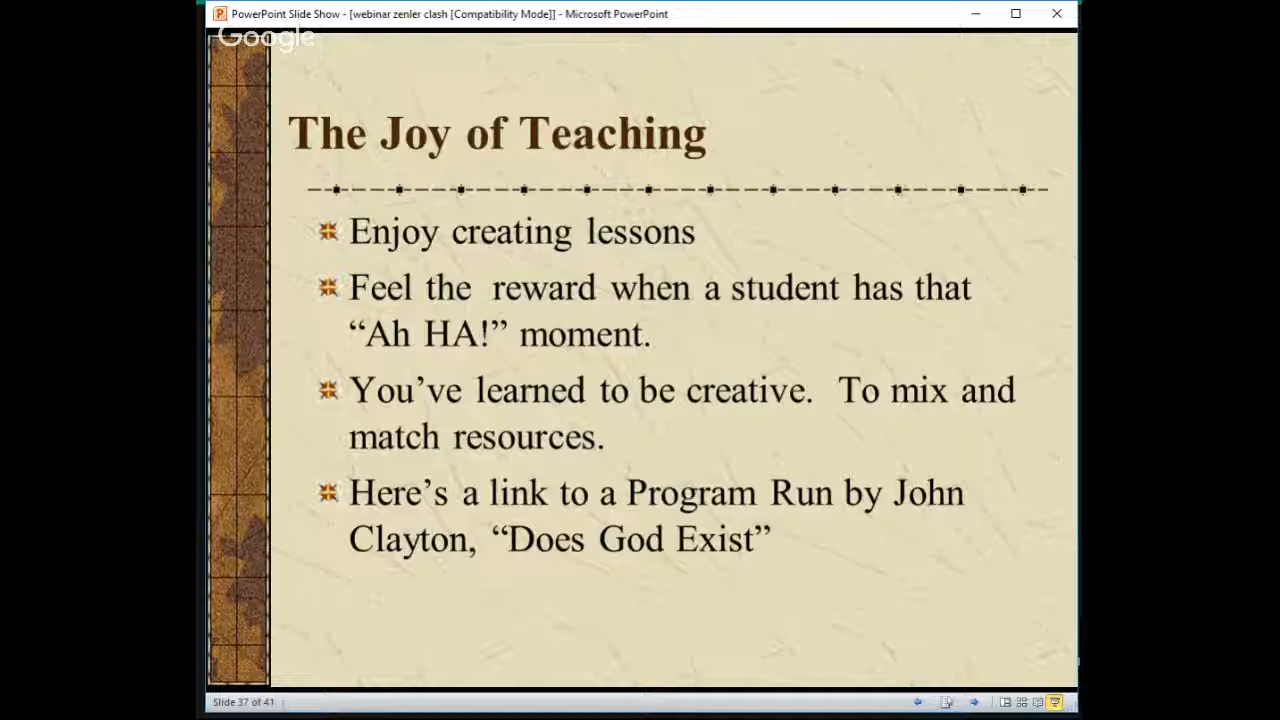 PowerPoint Slide Show - [webinar zenler clash [Compatibility Mode]] - Microsoft PowerPoint
Google
The Joy of Teaching
Enjoy creating lessons
Feel the reward when a student has that
“Ah HA!” moment.
You’ve learned to be creative. To mix and
match resources.
Here’s a link to a Program Run by John
Clayton, “Does God Exist”
Slide 37 of 41